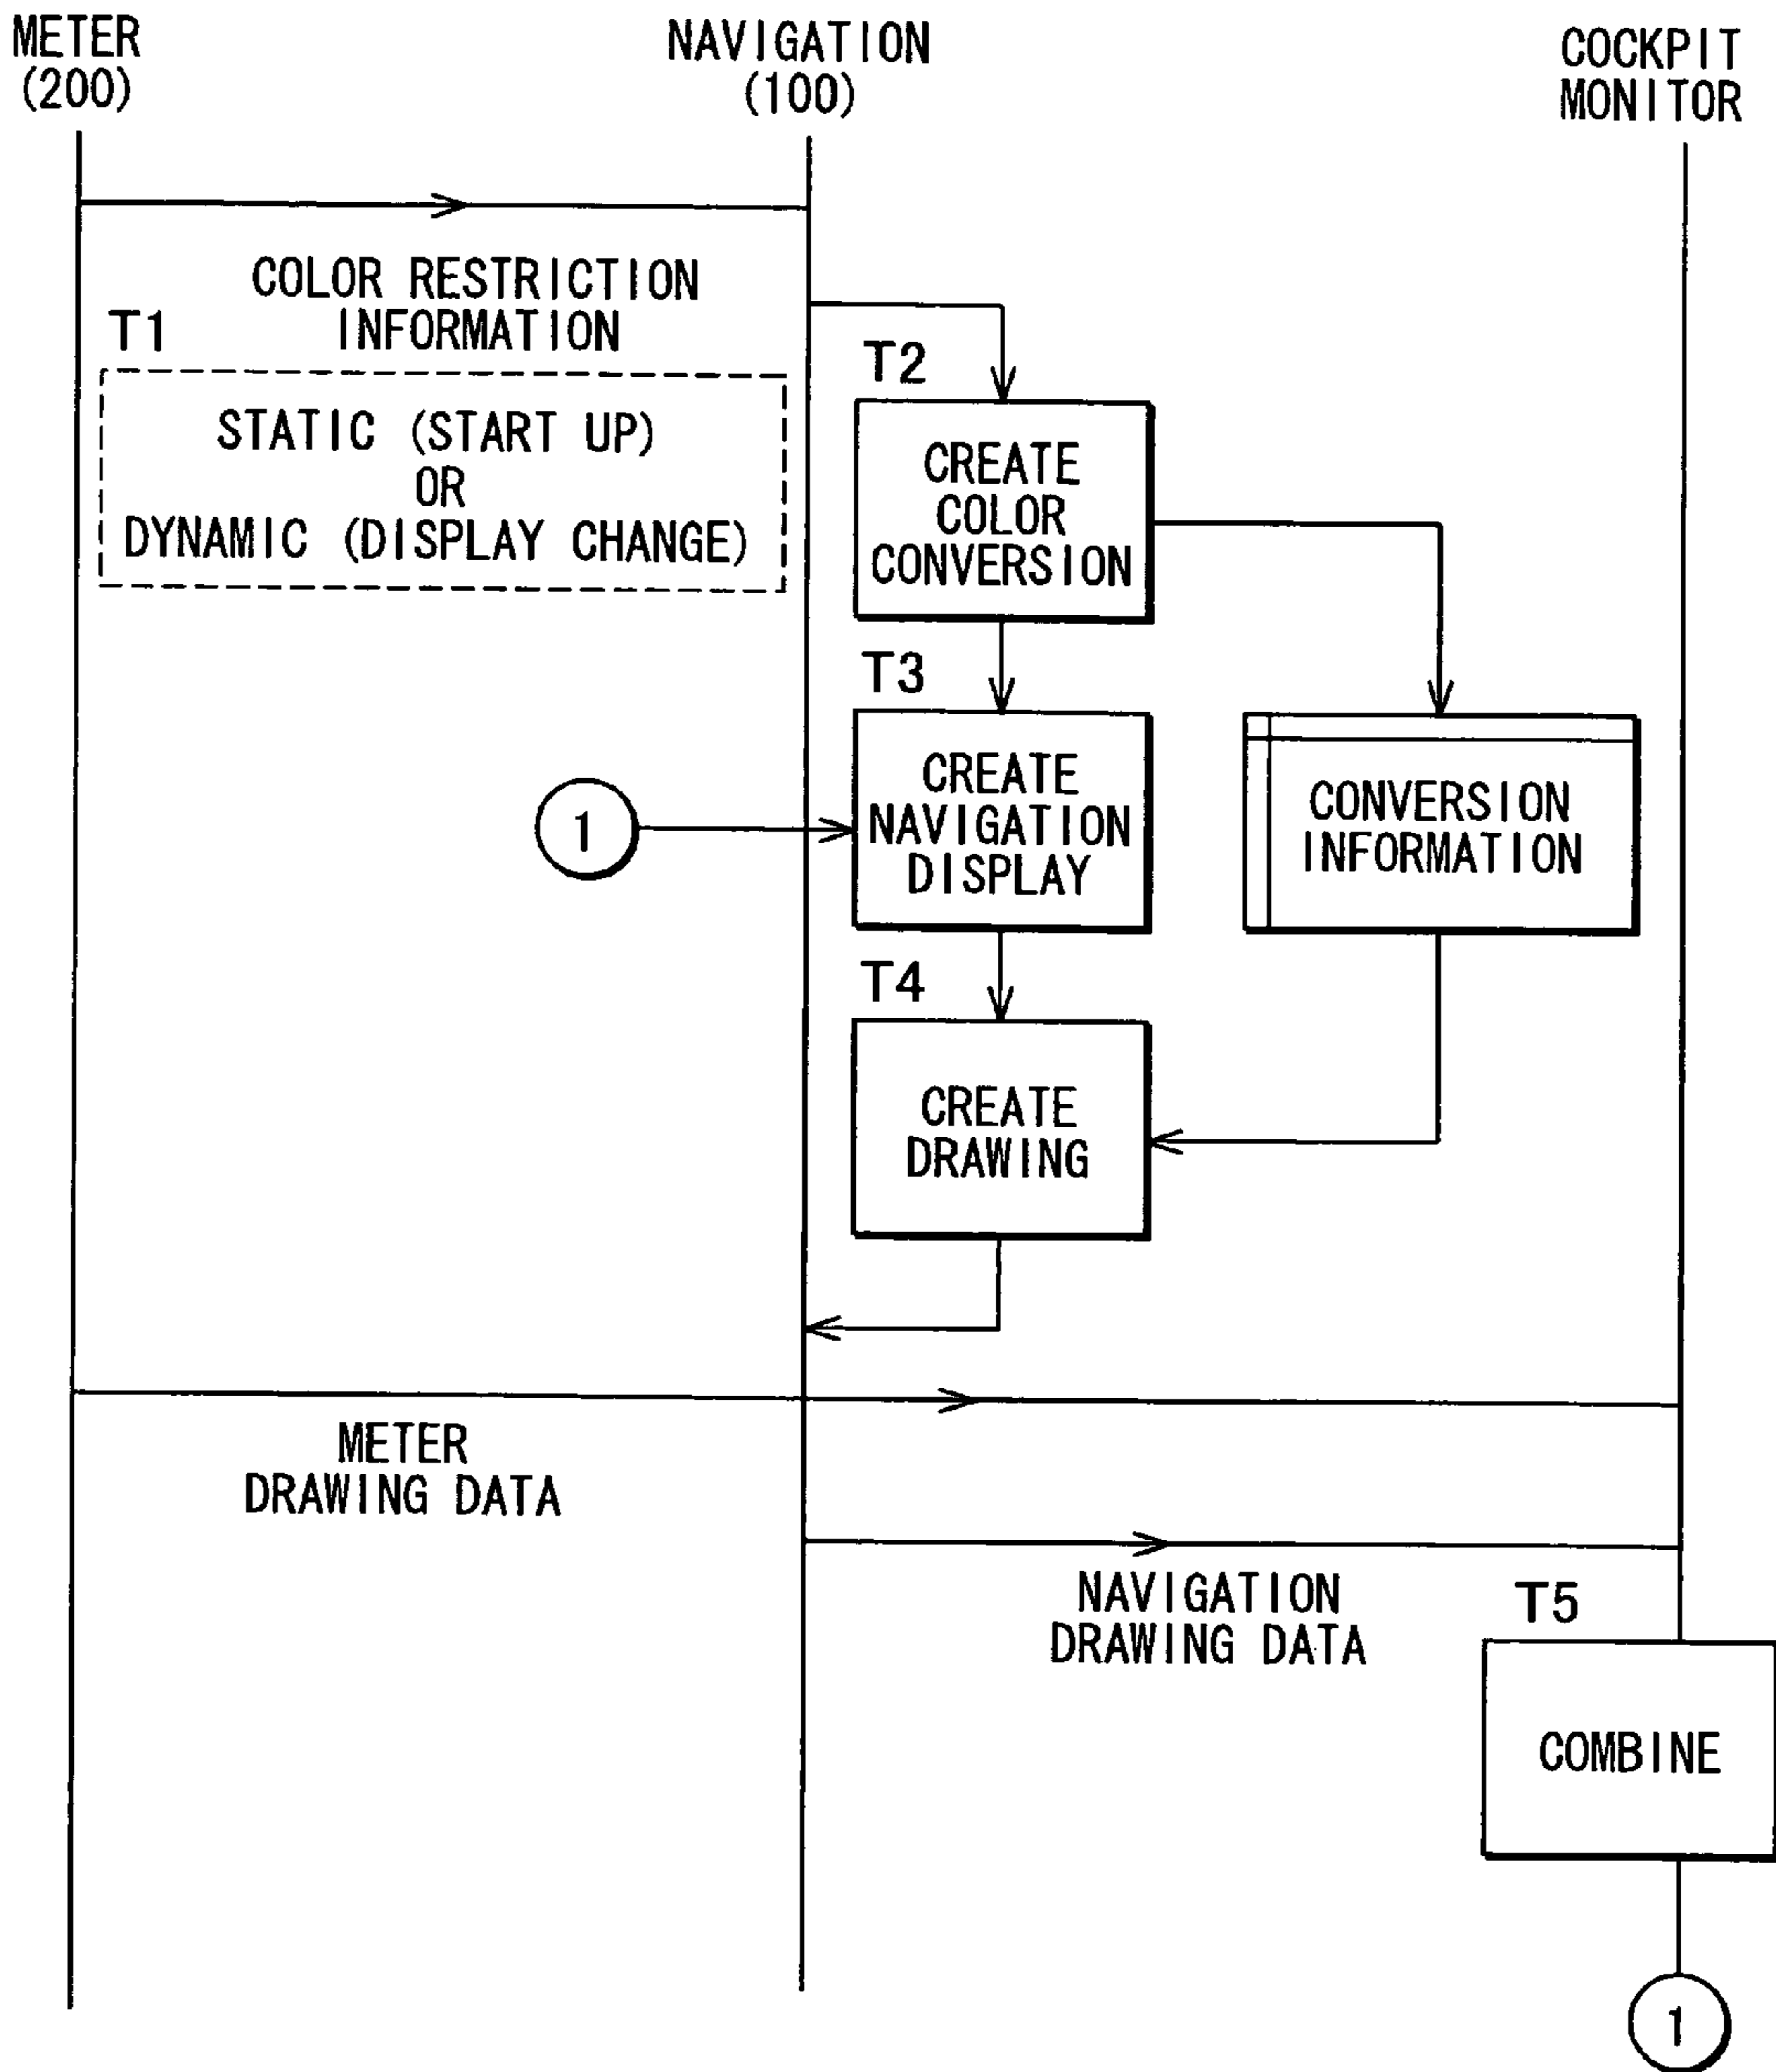 METER
(200)
NAVIGATION
(100)
COCKPIT
MONITOR
COLOR RESTRICTION
INFORMATION
T1
STATIC (START UP)
OR
DYNAMIC (DISPLAY CHANGE)
T2
CREATE
COLOR
CONVERSION
T3
CREATE
NAVIGATION
DISPLAY
CONVERSION
INFORMATION
1
T4
CREATE
DRAWING
METER
DRAWING DATA
NAVIGATION
DRAWING DATA
T5
COMBINE
1